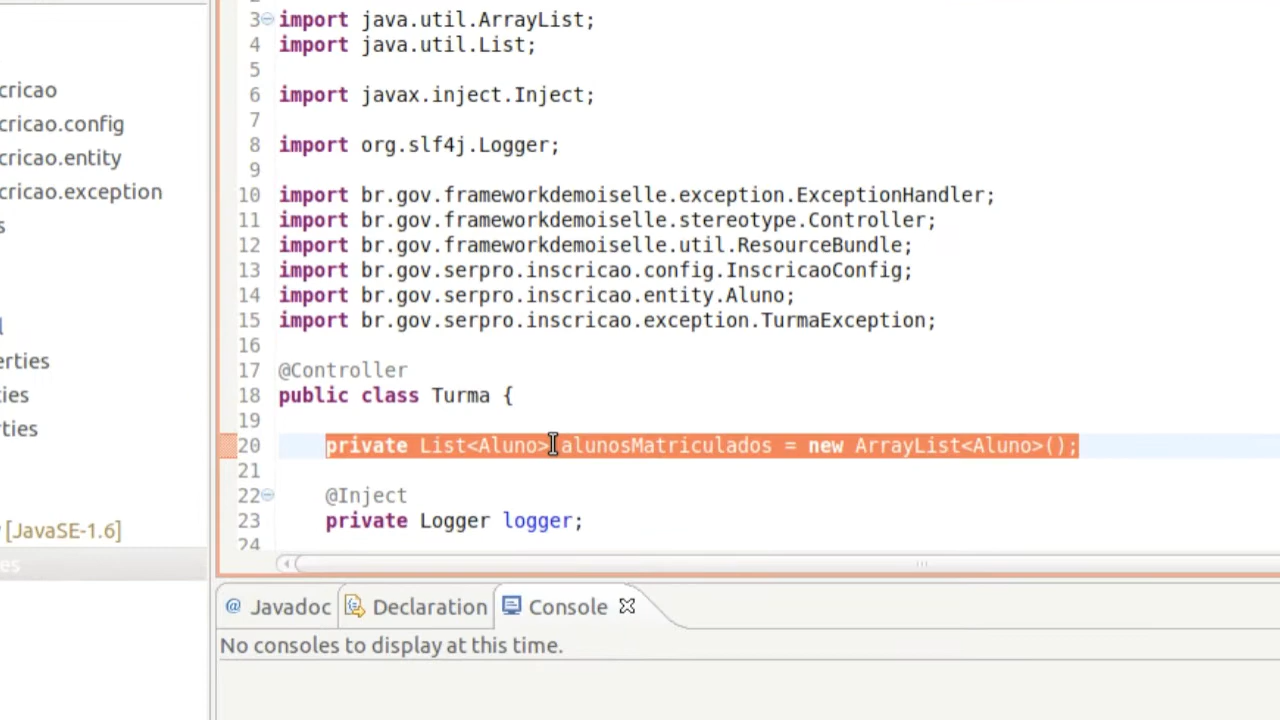 cricao
cricao.config
cricao.entity
cricao.exception
s
l
erties
ties
rties
[JavaSE-1.6]
es
3 import java.util.ArrayList;
4 import java.util.List;
5
6 import javax.inject.Inject;
7
8 import org.slf4j.Logger;
9
10 import br.gov.frameworkdemoiselle.exception.ExceptionHandler;
11 import br.gov.frameworkdemoiselle.stereotype.Controller;
12 import br.gov.frameworkdemoiselle.util.ResourceBundle;
13 import br.gov.serpro.inscricao.config.InscricaoConfig;
14 import br.gov.serpro.inscricao.entity.Aluno;
15 import br.gov.serpro.inscricao.exception.TurmaException;
16
17 @Controller
18 public class Turma {
19
20 private List<Aluno> alunosMatriculados = new ArrayList<Aluno>();
21
22 @Inject
23 private Logger logger;
24
@ Javadoc Declaration Console
No consoles to display at this time.